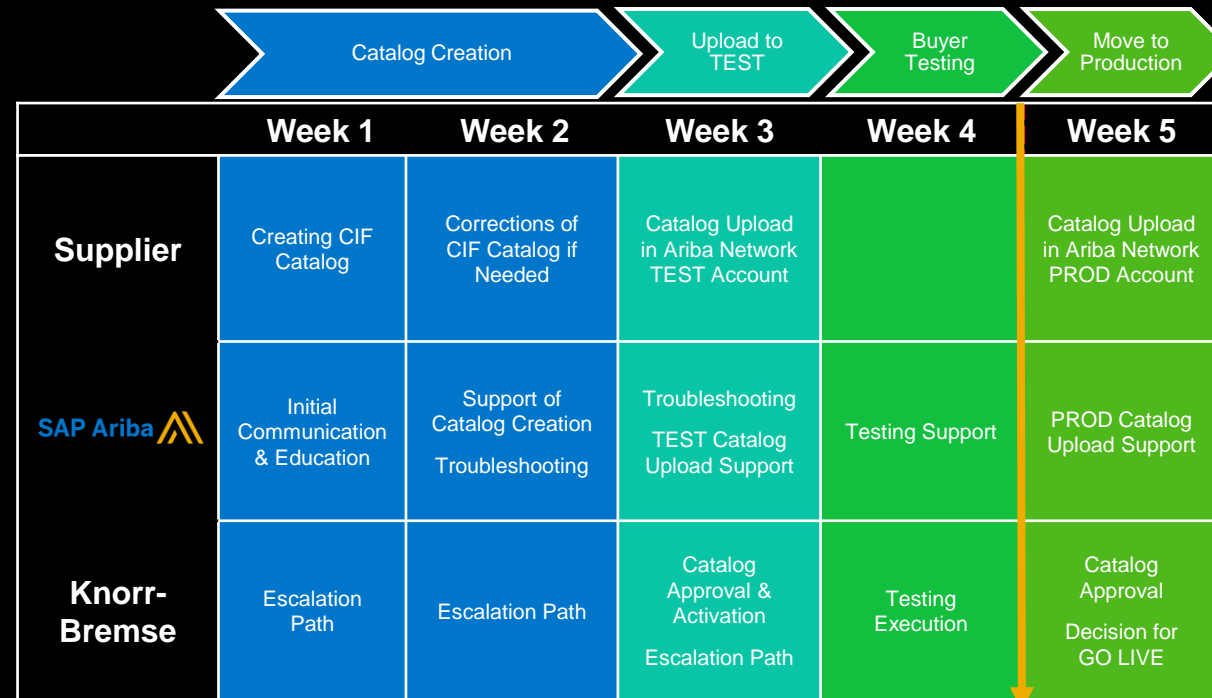 Catalog Creation
Upload to
TEST
Buyer
Testing
Move to
Production
Week 1
Week 2
Week 3
Week 4
Week 5
Supplier
Creating CIF
Catalog
Corrections of
CIF Catalog if
Needed
Catalog Upload
in Ariba Network
TEST Account
Catalog Upload
in Ariba Network
PROD Account
SAP Ariba
Initial
Communication
& Education
Support of
Catalog Creation
Troubleshooting
Troubleshooting
TEST Catalog
Upload Support
Testing Support
PROD Catalog
Upload Support
Knorr-
Bremse
Escalation
Path
Escalation Path
Catalog
Approval &
Activation
Escalation Path
Testing
Execution
Catalog
Approval
Decision for
GO LIVE